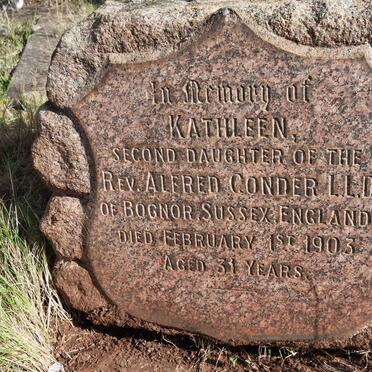 In Memory of
KATHLEEN,
SECOND DAUGHTER OF THE
REV. ALFRED CONDER LL.D
OF BOGNOR, SUSSEX, ENGLAND
DIED FEBRUARY 1ST 1903
AGED 31 YEARS.